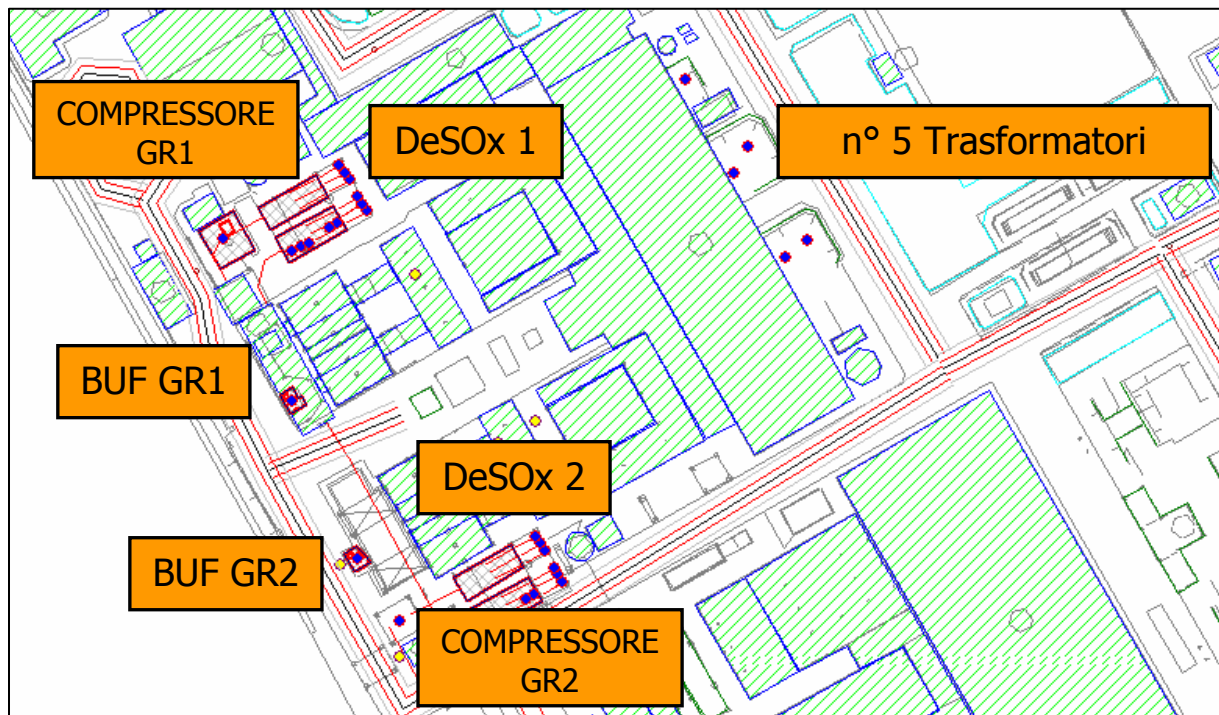 COMPRESSORE
GR1
DeSOx 1
n° 5 Trasformatori
BUF GR1
DeSOx 2
BUF GR2
COMPRESSORE
GR2